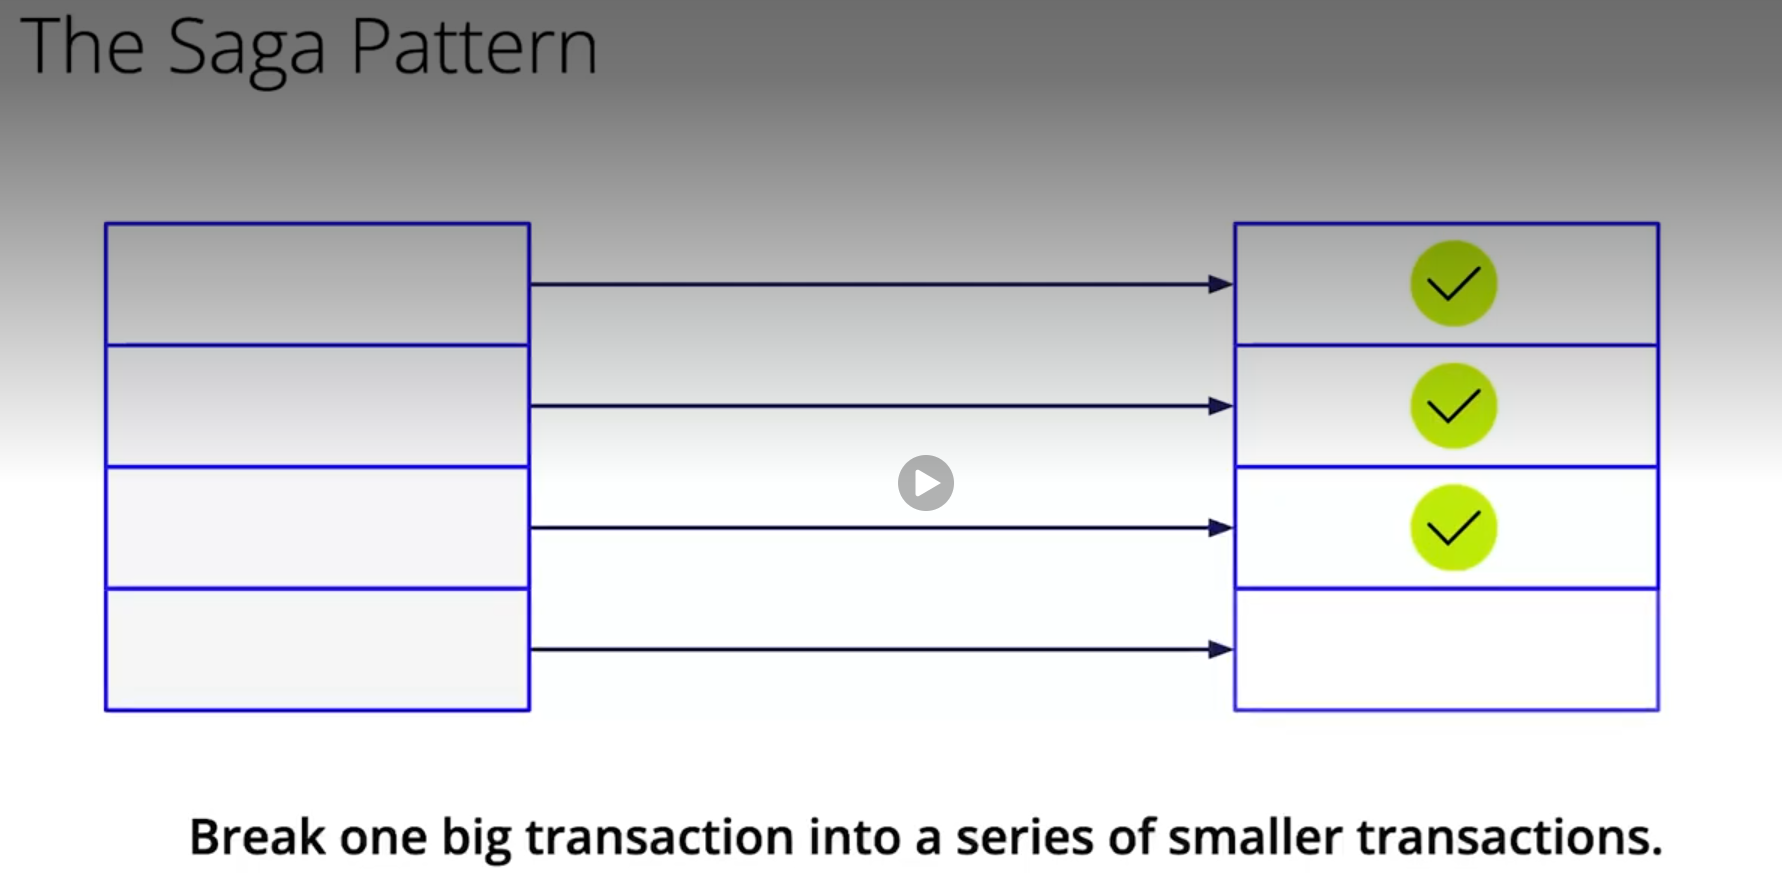 The Saga Pattern
Break one big transaction into a series of smaller transactions.